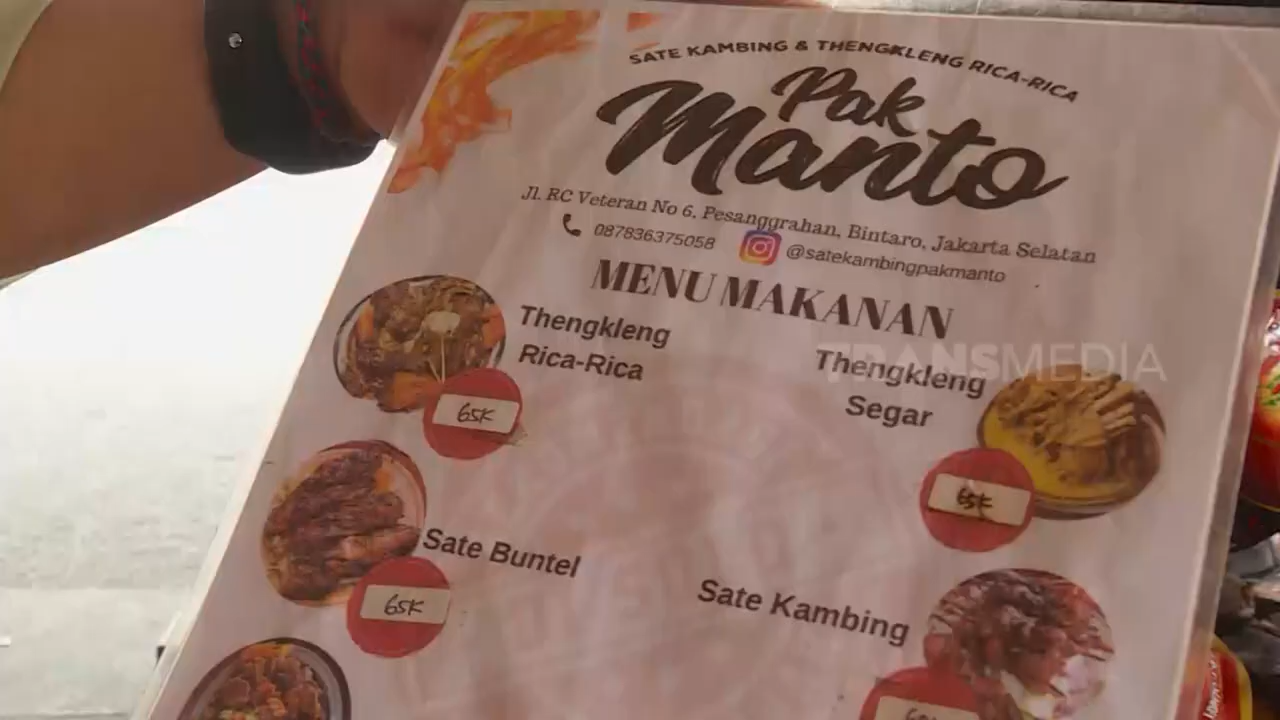 SATE KAMBING & THENGKLENG RICA-RICA
Pak
Manto
Jl. RC Veteran No 6. Pesanggrahan, Bintaro, Jakarta Selatan
087836375058
@satekambingpakmanto
MENU MAKANAN
Thengkleng
Rica-Rica
65K
Thengkleng
Segar
65K
TRANSMEDIA
Sate Buntel
65K
Sate Kambing